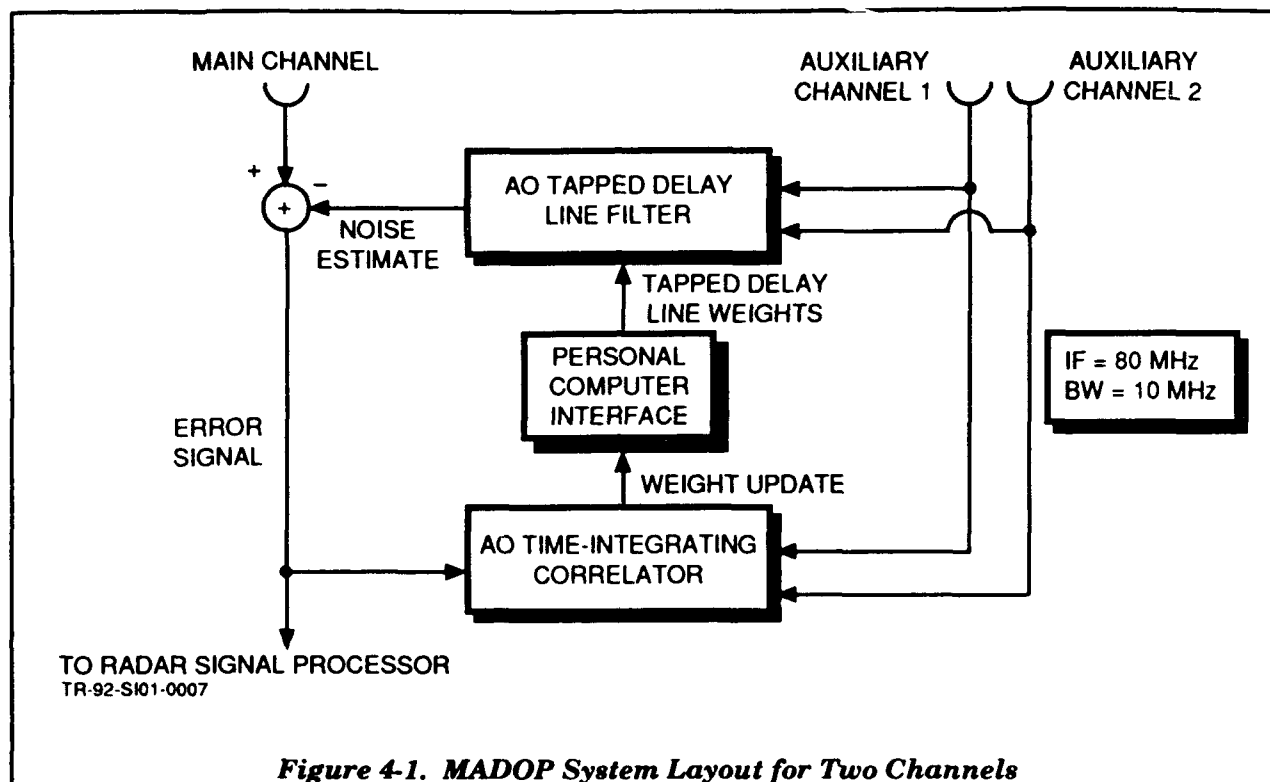 MAIN CHANNEL
AUXILIARY
CHANNEL 1
AUXILIARY
CHANNEL 2
+
−
+
AO TAPPED DELAY
LINE FILTER
NOISE
ESTIMATE
TAPPED DELAY
LINE WEIGHTS
PERSONAL
COMPUTER
INTERFACE
IF = 80 MHz
BW = 10 MHz
ERROR
SIGNAL
WEIGHT UPDATE
AO TIME-INTEGRATING
CORRELATOR
TO RADAR SIGNAL PROCESSOR
TR-92-SI01-0007
Figure 4-1. MADOP System Layout for Two Channels